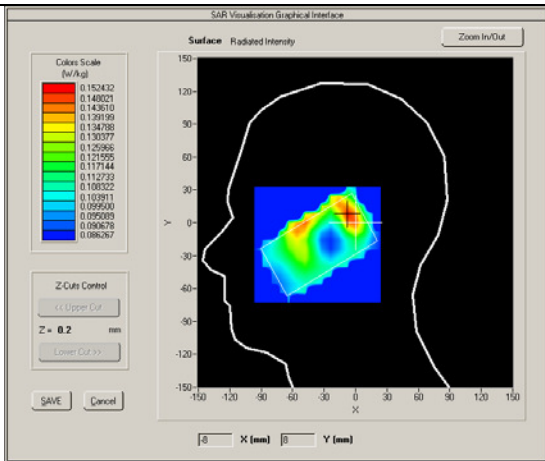 SAR Visualisation Graphical Interface
Surface Radiated Intensity
Zoom In/Out
Colors Scale
(W/kg)
0.152432
0.148021
0.143610
0.139199
0.134788
0.130377
0.125966
0.121555
0.117144
0.112733
0.108322
0.103911
0.099500
0.095089
0.090678
0.086267
Z-Cuts Control
<< Upper Cut
Z = 0.2 mm
Lower Cut >>
SAVE Cancel
150
120
90
60
30
0
-30
-60
-90
-120
-150
Y
-150 -120 -90 -60 -30 0 30 60 90 120 150
X
-8 X (mm) 8 Y (mm)